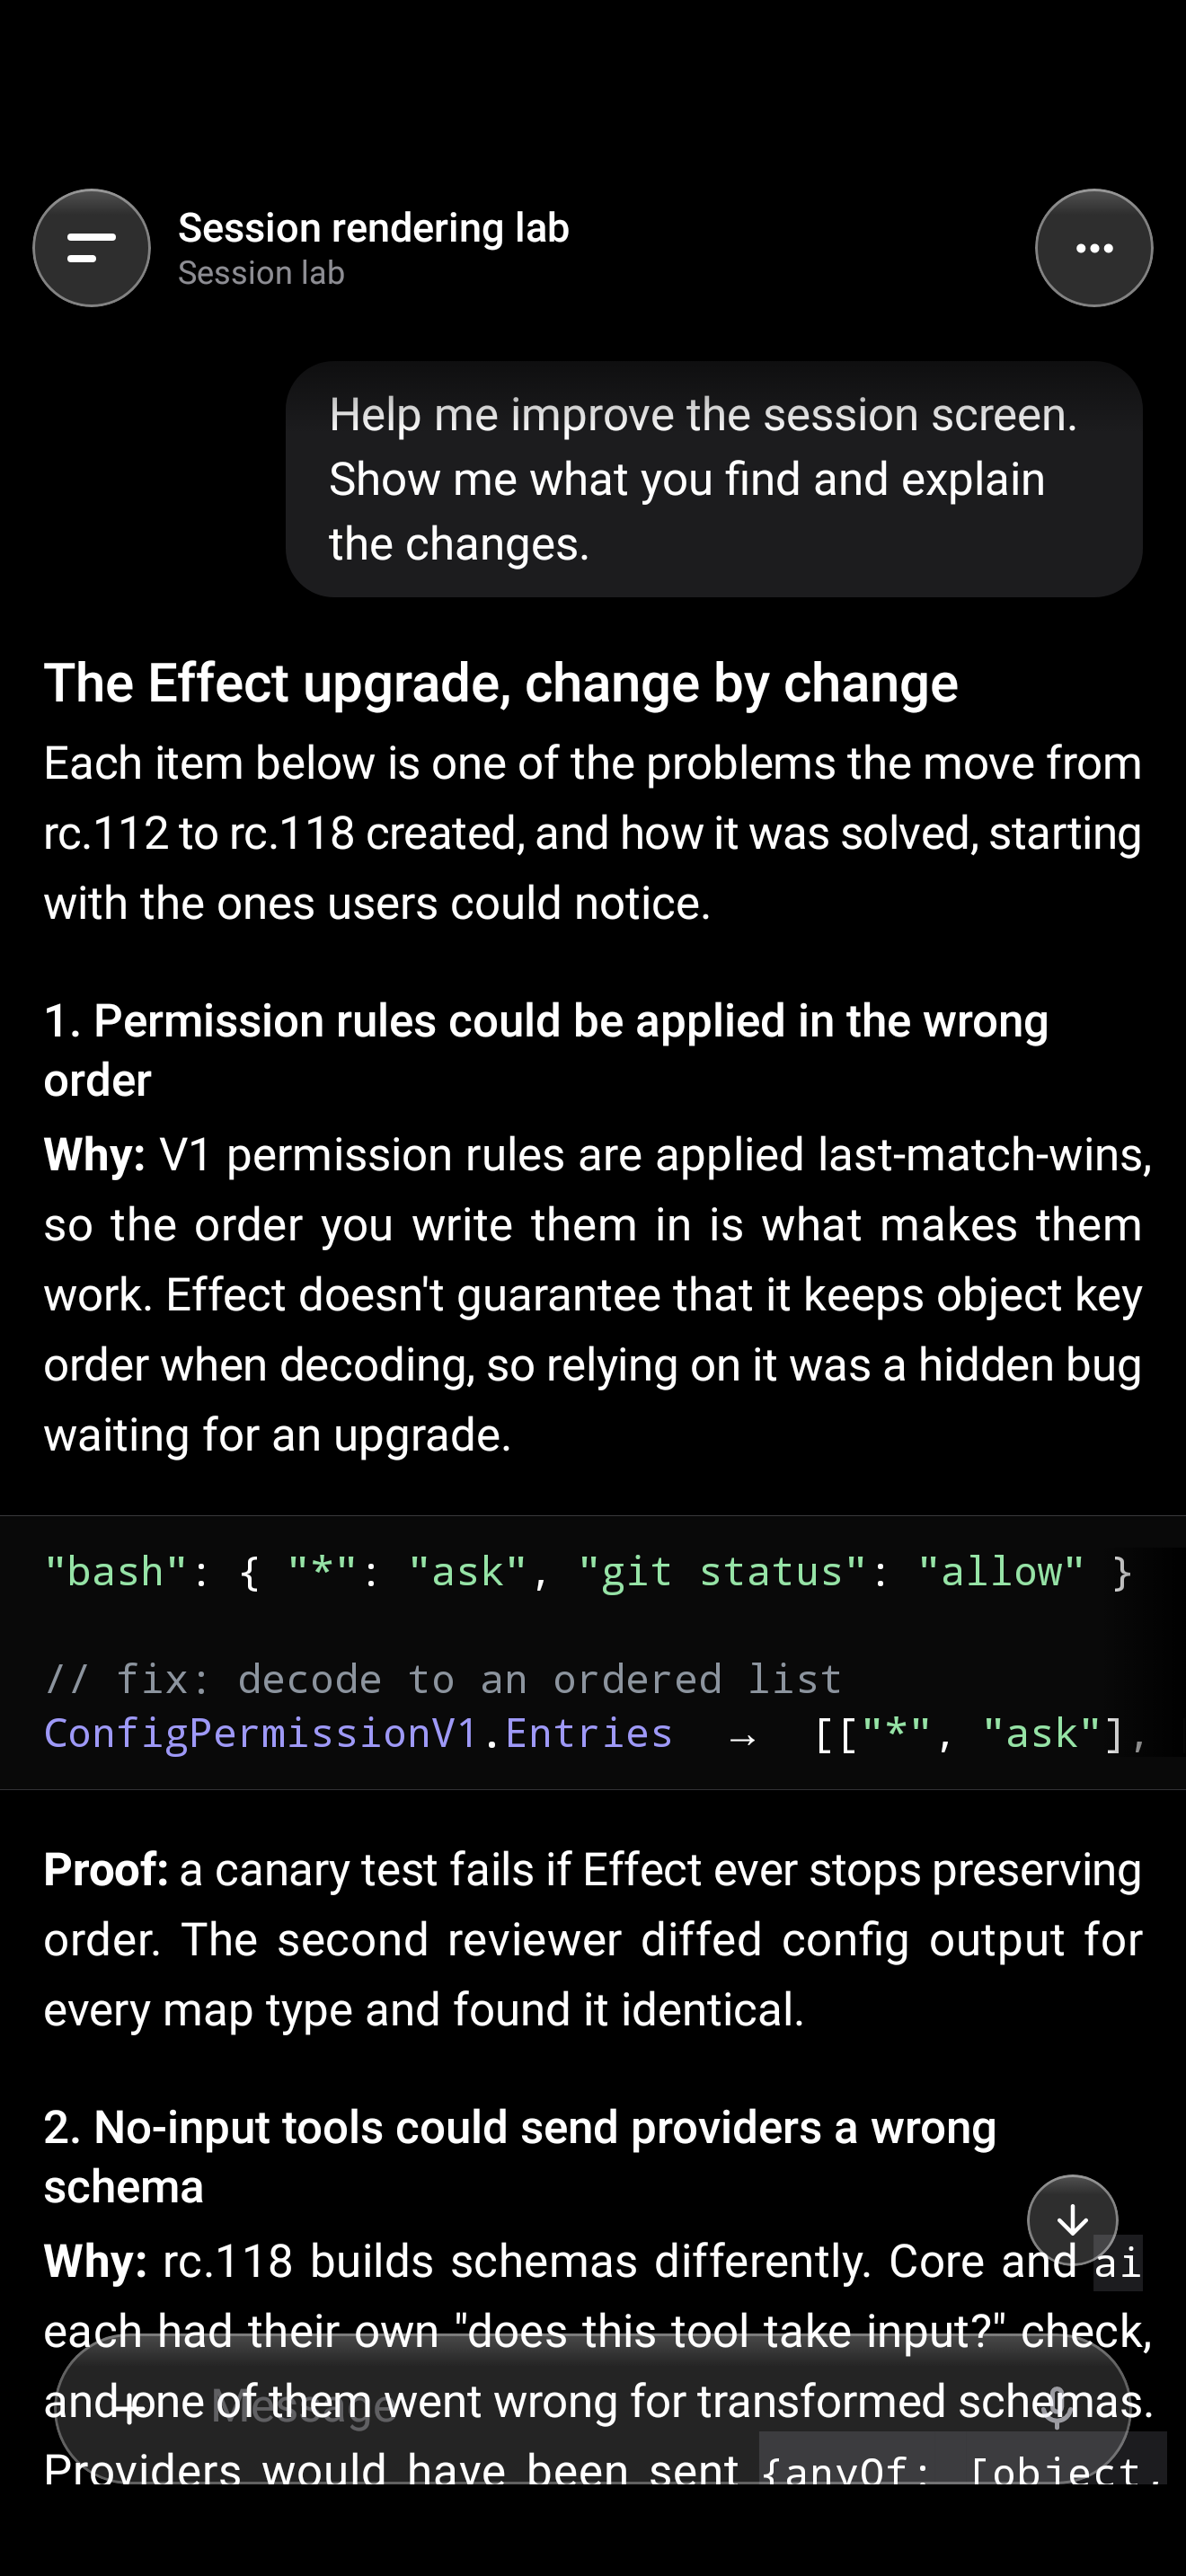 Session rendering lab
Session lab
Help me improve the session screen.
Show me what you find and explain
the changes.
The Effect upgrade, change by change
Each item below is one of the problems the move from
rc.112 to rc.118 created, and how it was solved, starting
with the ones users could notice.
1. Permission rules could be applied in the wrong
order
Why: V1 permission rules are applied last-match-wins,
so the order you write them in is what makes them
work. Effect doesn't guarantee that it keeps object key
order when decoding, so relying on it was a hidden bug
waiting for an upgrade.
"bash": { "*": "ask", "git status": "allow" }
// fix: decode to an ordered list
ConfigPermissionV1.Entries → [["*", "ask"],
Proof: a canary test fails if Effect ever stops preserving
order. The second reviewer diffed config output for
every map type and found it identical.
2. No-input tools could send providers a wrong
schema
Why: rc.118 builds schemas differently. Core and ai
each had their own "does this tool take input?" check,
and one of them went wrong for transformed schemas.
Message
Providers would have been sent {anyOf: [object,